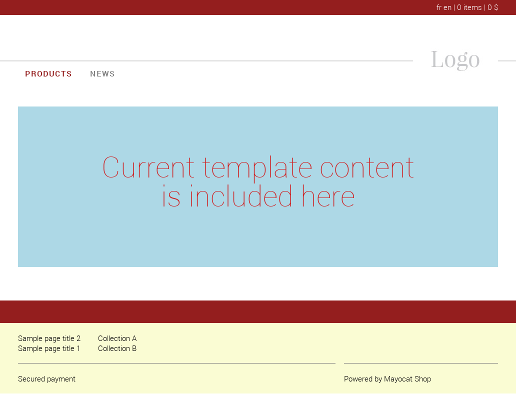 fr en | 0 items | 0 $
Logo
PRODUCTS NEWS
Current template content
is included here
Sample page title 2 Collection A
Sample page title 1 Collection B
Secured payment Powered by Mayocat Shop